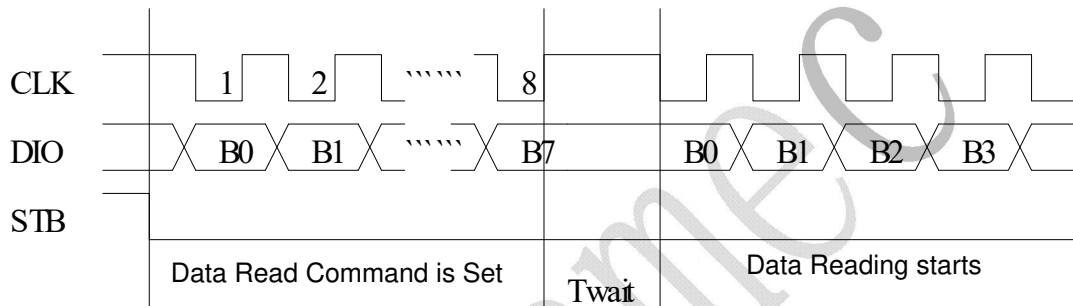 CLK 1 2 ...... 8
DIO B0 B1 ...... B7 B0 B1 B2 B3
STB
Data Read Command is Set Twait Data Reading starts
mec